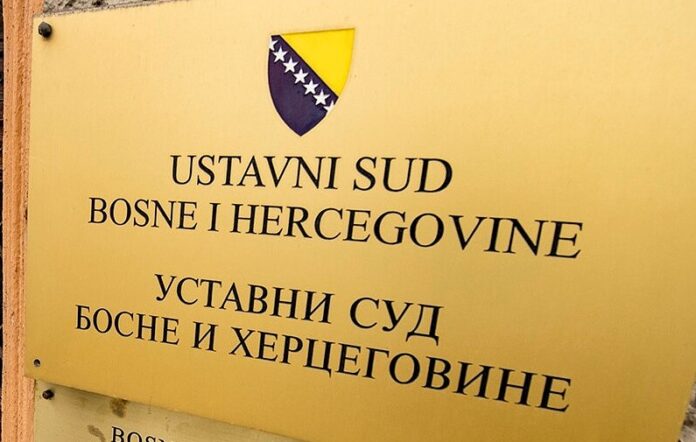 USTAVNI SUD
BOSNE I HERCEGOVINE
УСТАВНИ СУД
БОСНЕ И ХЕРЦЕГОВИНЕ